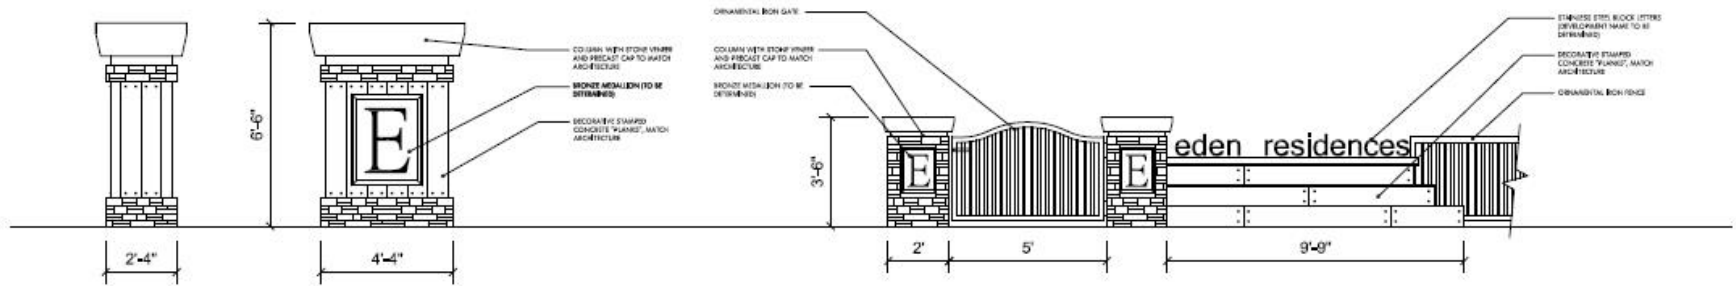 6'-6"
2'-4"
E
4'-4"
COLUMN WITH STONE VENEER
AND PRECAST CAP TO MATCH
ARCHITECTURE
BRONZE MEDALLION (TO BE
DETERMINED)
DECORATIVE STAMPED
CONCRETE "PLANKS", MATCH
ARCHITECTURE
ORNAMENTAL IRON GATE
COLUMN WITH STONE VENEER
AND PRECAST CAP TO MATCH
ARCHITECTURE
BRONZE MEDALLION (TO BE
DETERMINED)
3'-6"
E
E
eden residences
2'
5'
9'-9"
STAINLESS STEEL BLOCK LETTERS
(DEVELOPMENT NAME TO BE
DETERMINED)
DECORATIVE STAMPED
CONCRETE "PLANKS", MATCH
ARCHITECTURE
ORNAMENTAL IRON FENCE